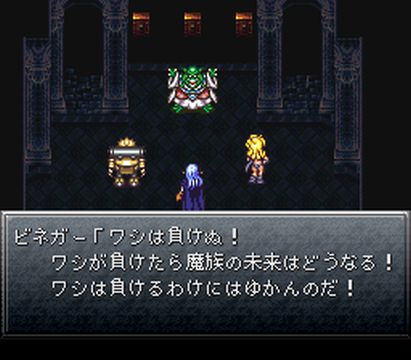 ビネガー「ワシは負けぬ！
ワシが負けたら魔族の未来はどうなる！
ワシは負けるわけにはゆかんのだ！